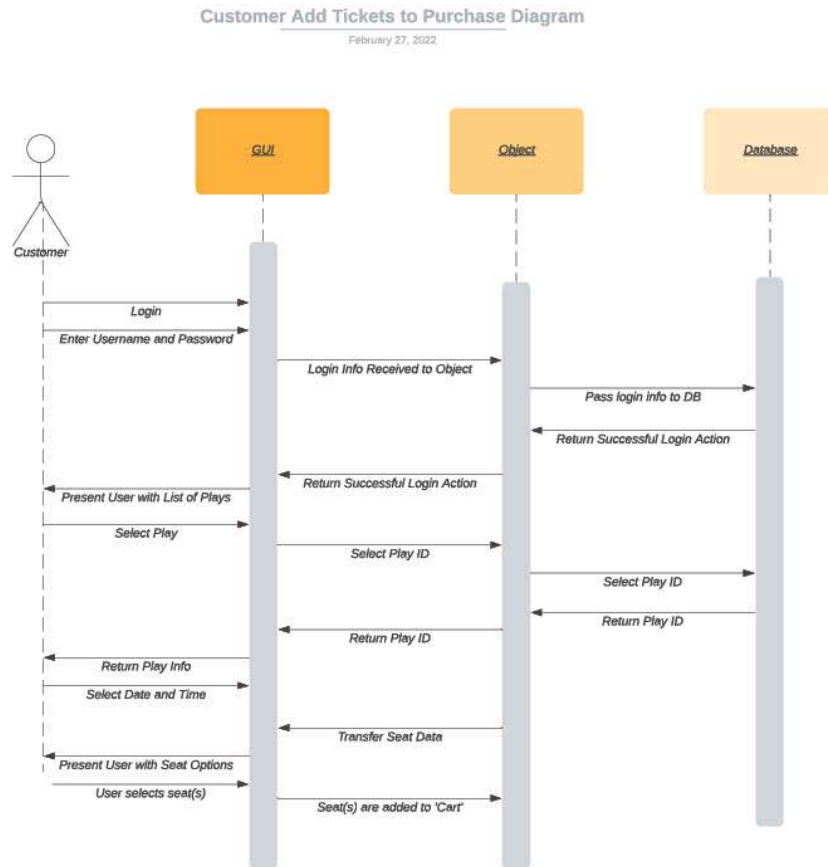 Customer Add Tickets to Purchase Diagram
February 27, 2022
GUI
Object
Database
Customer
Login
Enter Username and Password
Login Info Received to Object
Pass login info to DB
Return Successful Login Action
Return Successful Login Action
Present User with List of Plays
Select Play
Select Play ID
Select Play ID
Return Play ID
Return Play ID
Return Play Info
Select Date and Time
Transfer Seat Data
Present User with Seat Options
User selects seat(s)
Seat(s) are added to 'Cart'